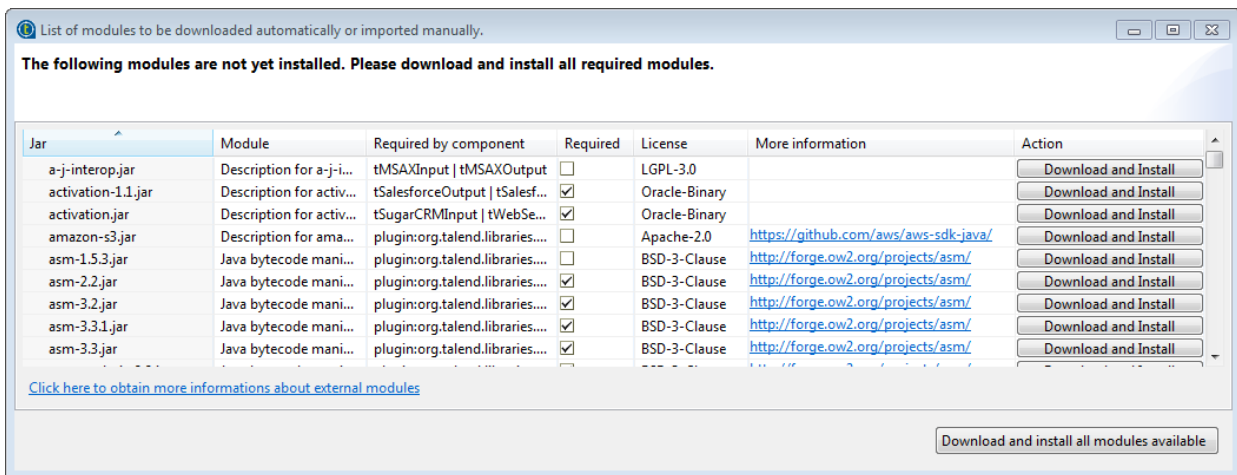 List of modules to be downloaded automatically or imported manually.
The following modules are not yet installed. Please download and install all required modules.
Jar Module Required by component Required License More information Action
a-j-interop.jar Description for a-j-i... tMSAXInput | tMSAXOutput LGPL-3.0 Download and Install
activation-1.1.jar Description for activ... tSalesforceOutput | tSalesf... Oracle-Binary Download and Install
activation.jar Description for activ... tSugarCRMInput | tWebSe... Oracle-Binary Download and Install
amazon-s3.jar Description for ama... plugin:org.talend.libraries.... Apache-2.0 https://github.com/aws/aws-sdk-java/ Download and Install
asm-1.5.3.jar Java bytecode mani... plugin:org.talend.libraries.... BSD-3-Clause http://forge.ow2.org/projects/asm/ Download and Install
asm-2.2.jar Java bytecode mani... plugin:org.talend.libraries.... BSD-3-Clause http://forge.ow2.org/projects/asm/ Download and Install
asm-3.2.jar Java bytecode mani... plugin:org.talend.libraries.... BSD-3-Clause http://forge.ow2.org/projects/asm/ Download and Install
asm-3.3.1.jar Java bytecode mani... plugin:org.talend.libraries.... BSD-3-Clause http://forge.ow2.org/projects/asm/ Download and Install
asm-3.3.jar Java bytecode mani... plugin:org.talend.libraries.... BSD-3-Clause http://forge.ow2.org/projects/asm/ Download and Install
Click here to obtain more informations about external modules
Download and install all modules available